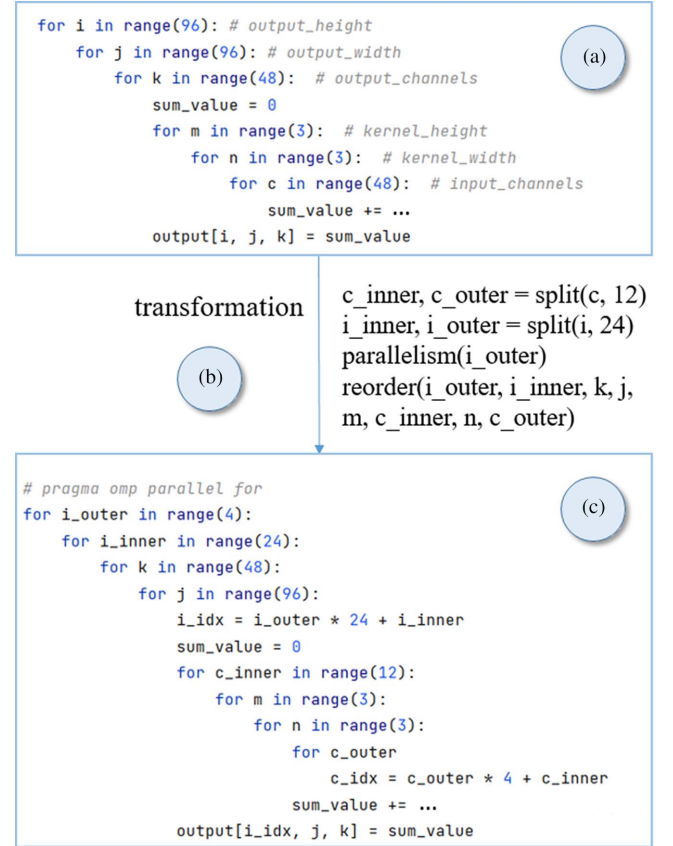 for i in range(96): # output_height
    for j in range(96): # output_width
        for k in range(48):  # output_channels
            sum_value = 0
            for m in range(3):  # kernel_height
                for n in range(3):  # kernel_width
                    for c in range(48):  # input_channels
                        sum_value += …
            output[i, j, k] = sum_value
(a)
transformation
(b)
c_inner, c_outer = split(c, 12)
i_inner, i_outer = split(i, 24)
parallelism(i_outer)
reorder(i_outer, i_inner, k, j,
m, c_inner, n, c_outer)
# pragma omp parallel for
for i_outer in range(4):
    for i_inner in range(24):
        for k in range(48):
            for j in range(96):
                i_idx = i_outer * 24 + i_inner
                sum_value = 0
                for c_inner in range(12):
                    for m in range(3):
                        for n in range(3):
                            for c_outer
                                c_idx = c_outer * 4 + c_inner
                            sum_value += …
                output[i_idx, j, k] = sum_value
(c)